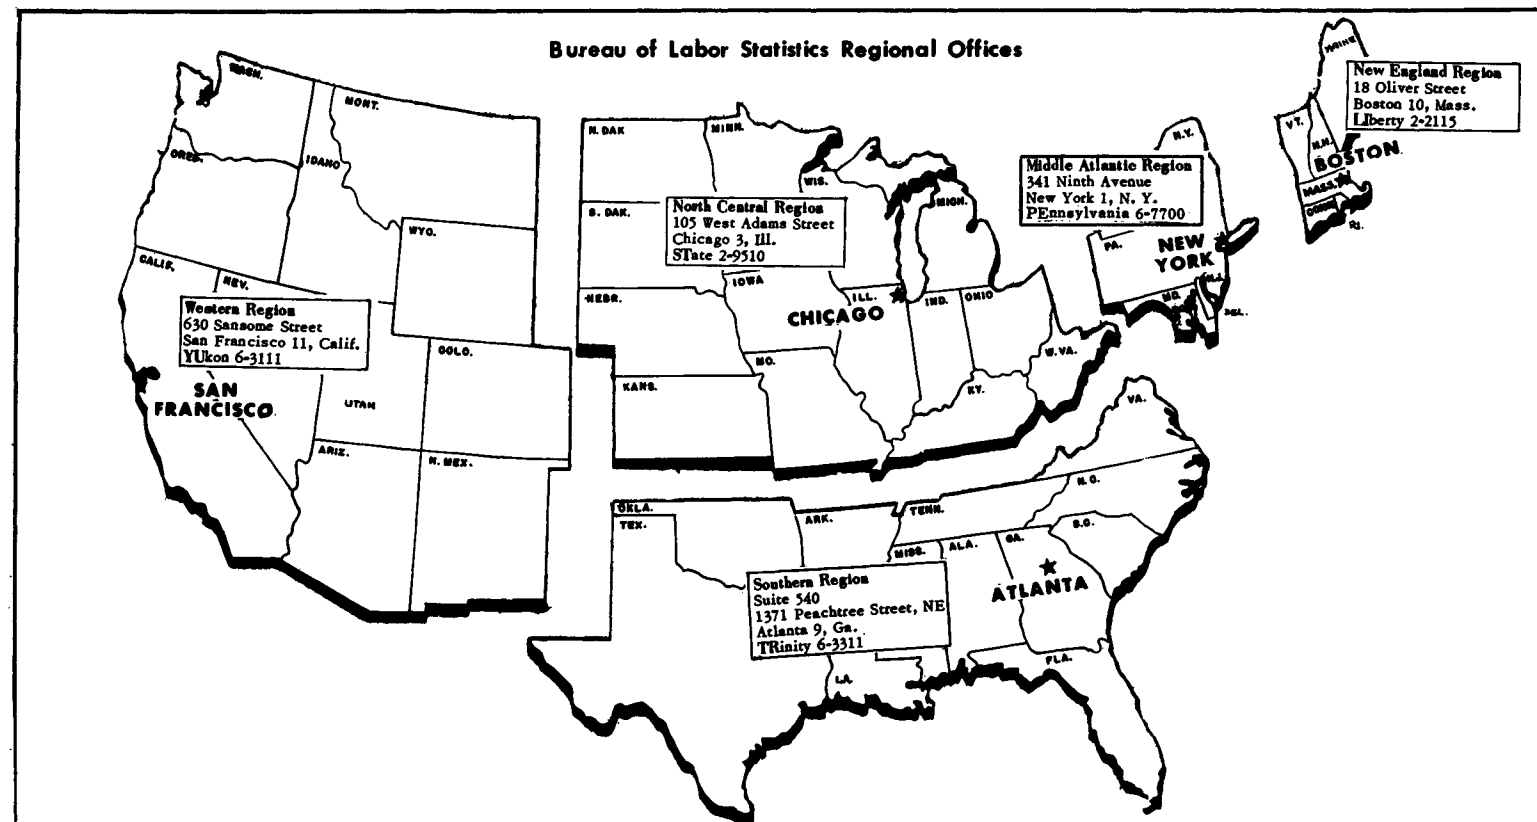 Bureau of Labor Statistics Regional Offices
WASH.
MONT.
OREG.
IDAHO
WYO.
CALIF.
NEV.
Western Region
630 Sansome Street
San Francisco 11, Calif.
YUkon 6-3111
SAN
FRANCISCO
UTAH
COLO.
ARIZ.
N. MEX.
N. DAK
MINN.
S. DAK.
WIS.
MICH.
North Central Region
105 West Adams Street
Chicago 3, Ill.
STate 2-9510
NEBR.
IOWA
ILL.
IND.
OHIO
CHICAGO
KANS.
MO.
KY.
W. VA.
MAINE
New England Region
18 Oliver Street
Boston 10, Mass.
LIberty 2-2115
VT.
N.H.
BOSTON
MASS.
CONN.
R.I.
N.Y.
Middle Atlantic Region
341 Ninth Avenue
New York 1, N. Y.
PEnnsylvania 6-7700
PA.
NEW
YORK
N.J.
MD.
DEL.
VA.
N.C.
OKLA.
TEX.
ARK.
TENN.
S.C.
MISS.
ALA.
GA.
Southern Region
Suite 540
1371 Peachtree Street, NE
Atlanta 9, Ga.
TRinity 6-3311
ATLANTA
LA.
FLA.